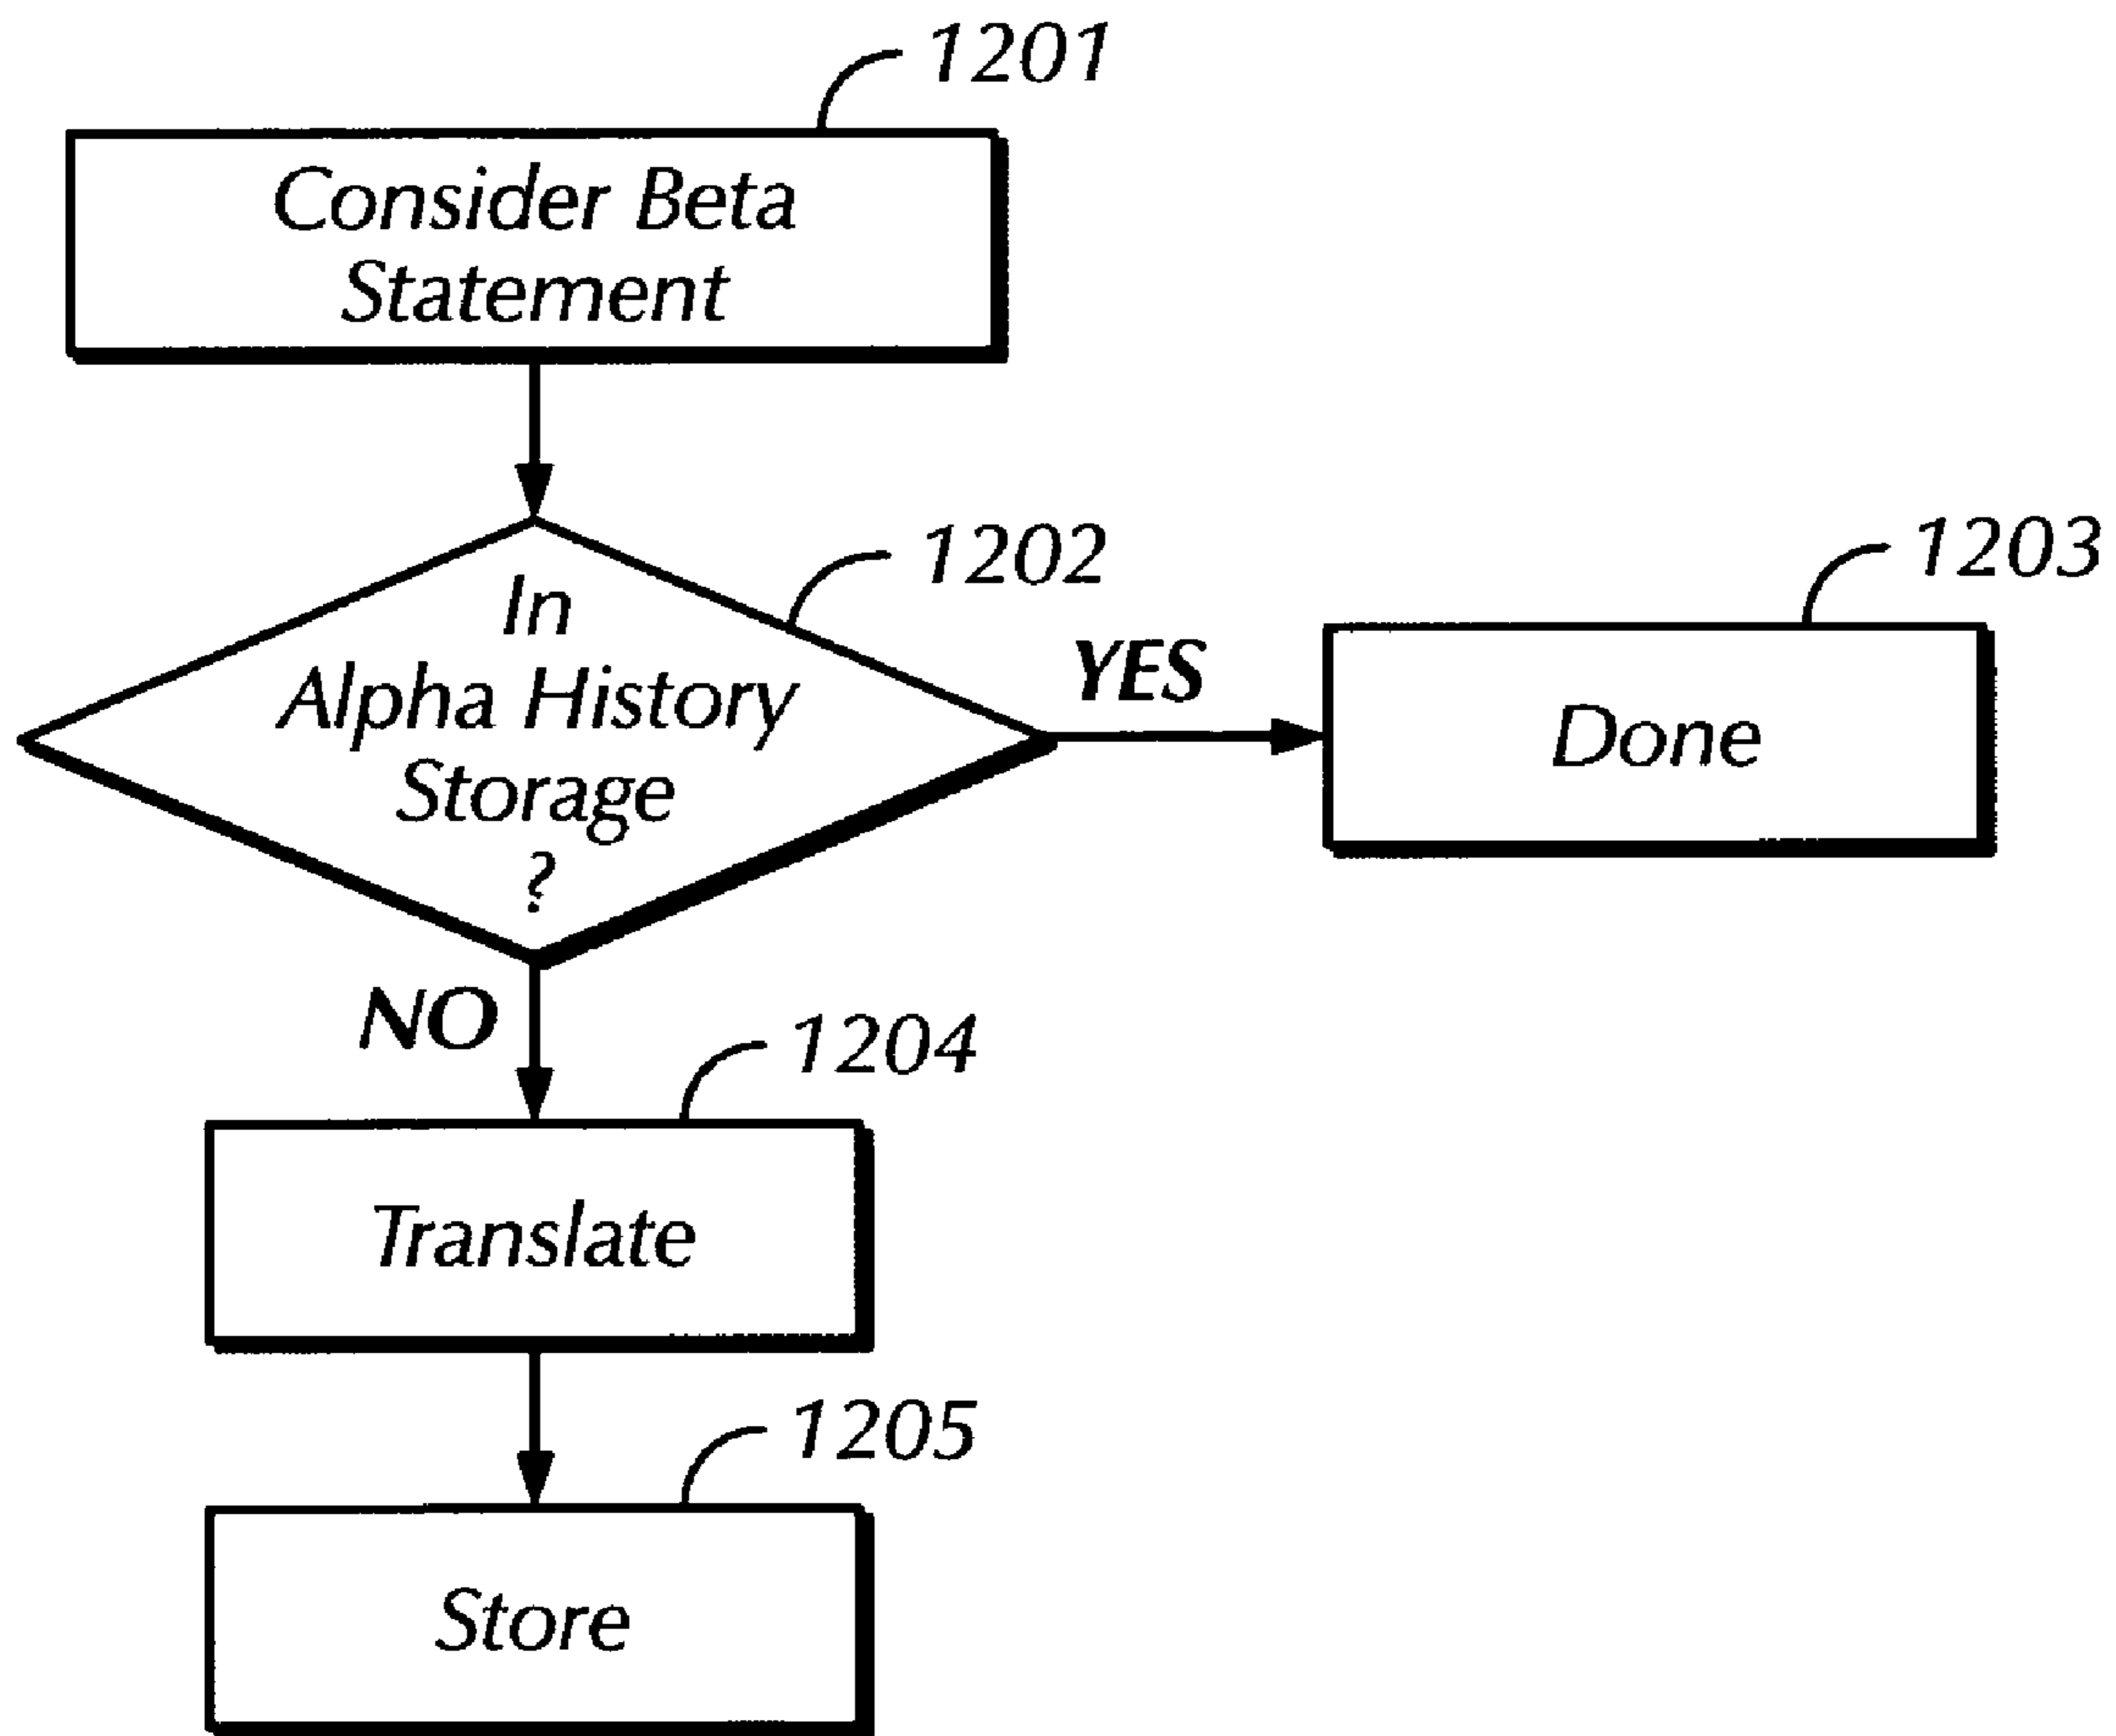 1201
Consider Beta
Statement
1202
1203
In
Alpha History
Storage
?
YES
Done
NO
1204
Translate
1205
Store